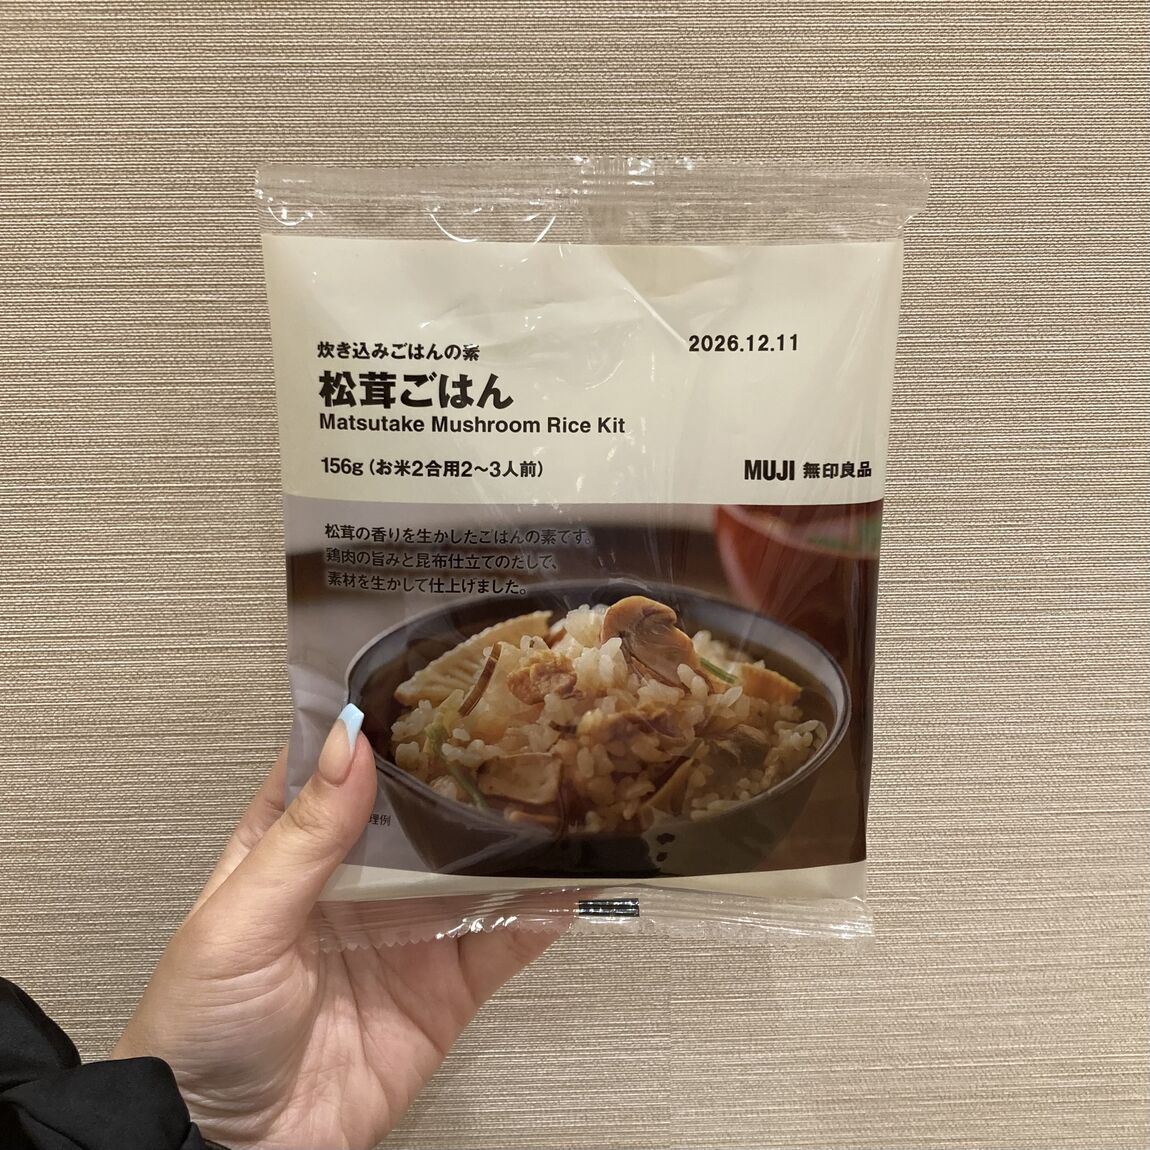 炊き込みごはんの素
2026.12.11
松茸ごはん
Matsutake Mushroom Rice Kit
156g（お米2合用2〜3人前）
MUJI 無印良品
松茸の香りを生かしたごはんの素です。
鶏肉の旨みと昆布仕立てのだしで、
素材を生かして仕上げました。
理例